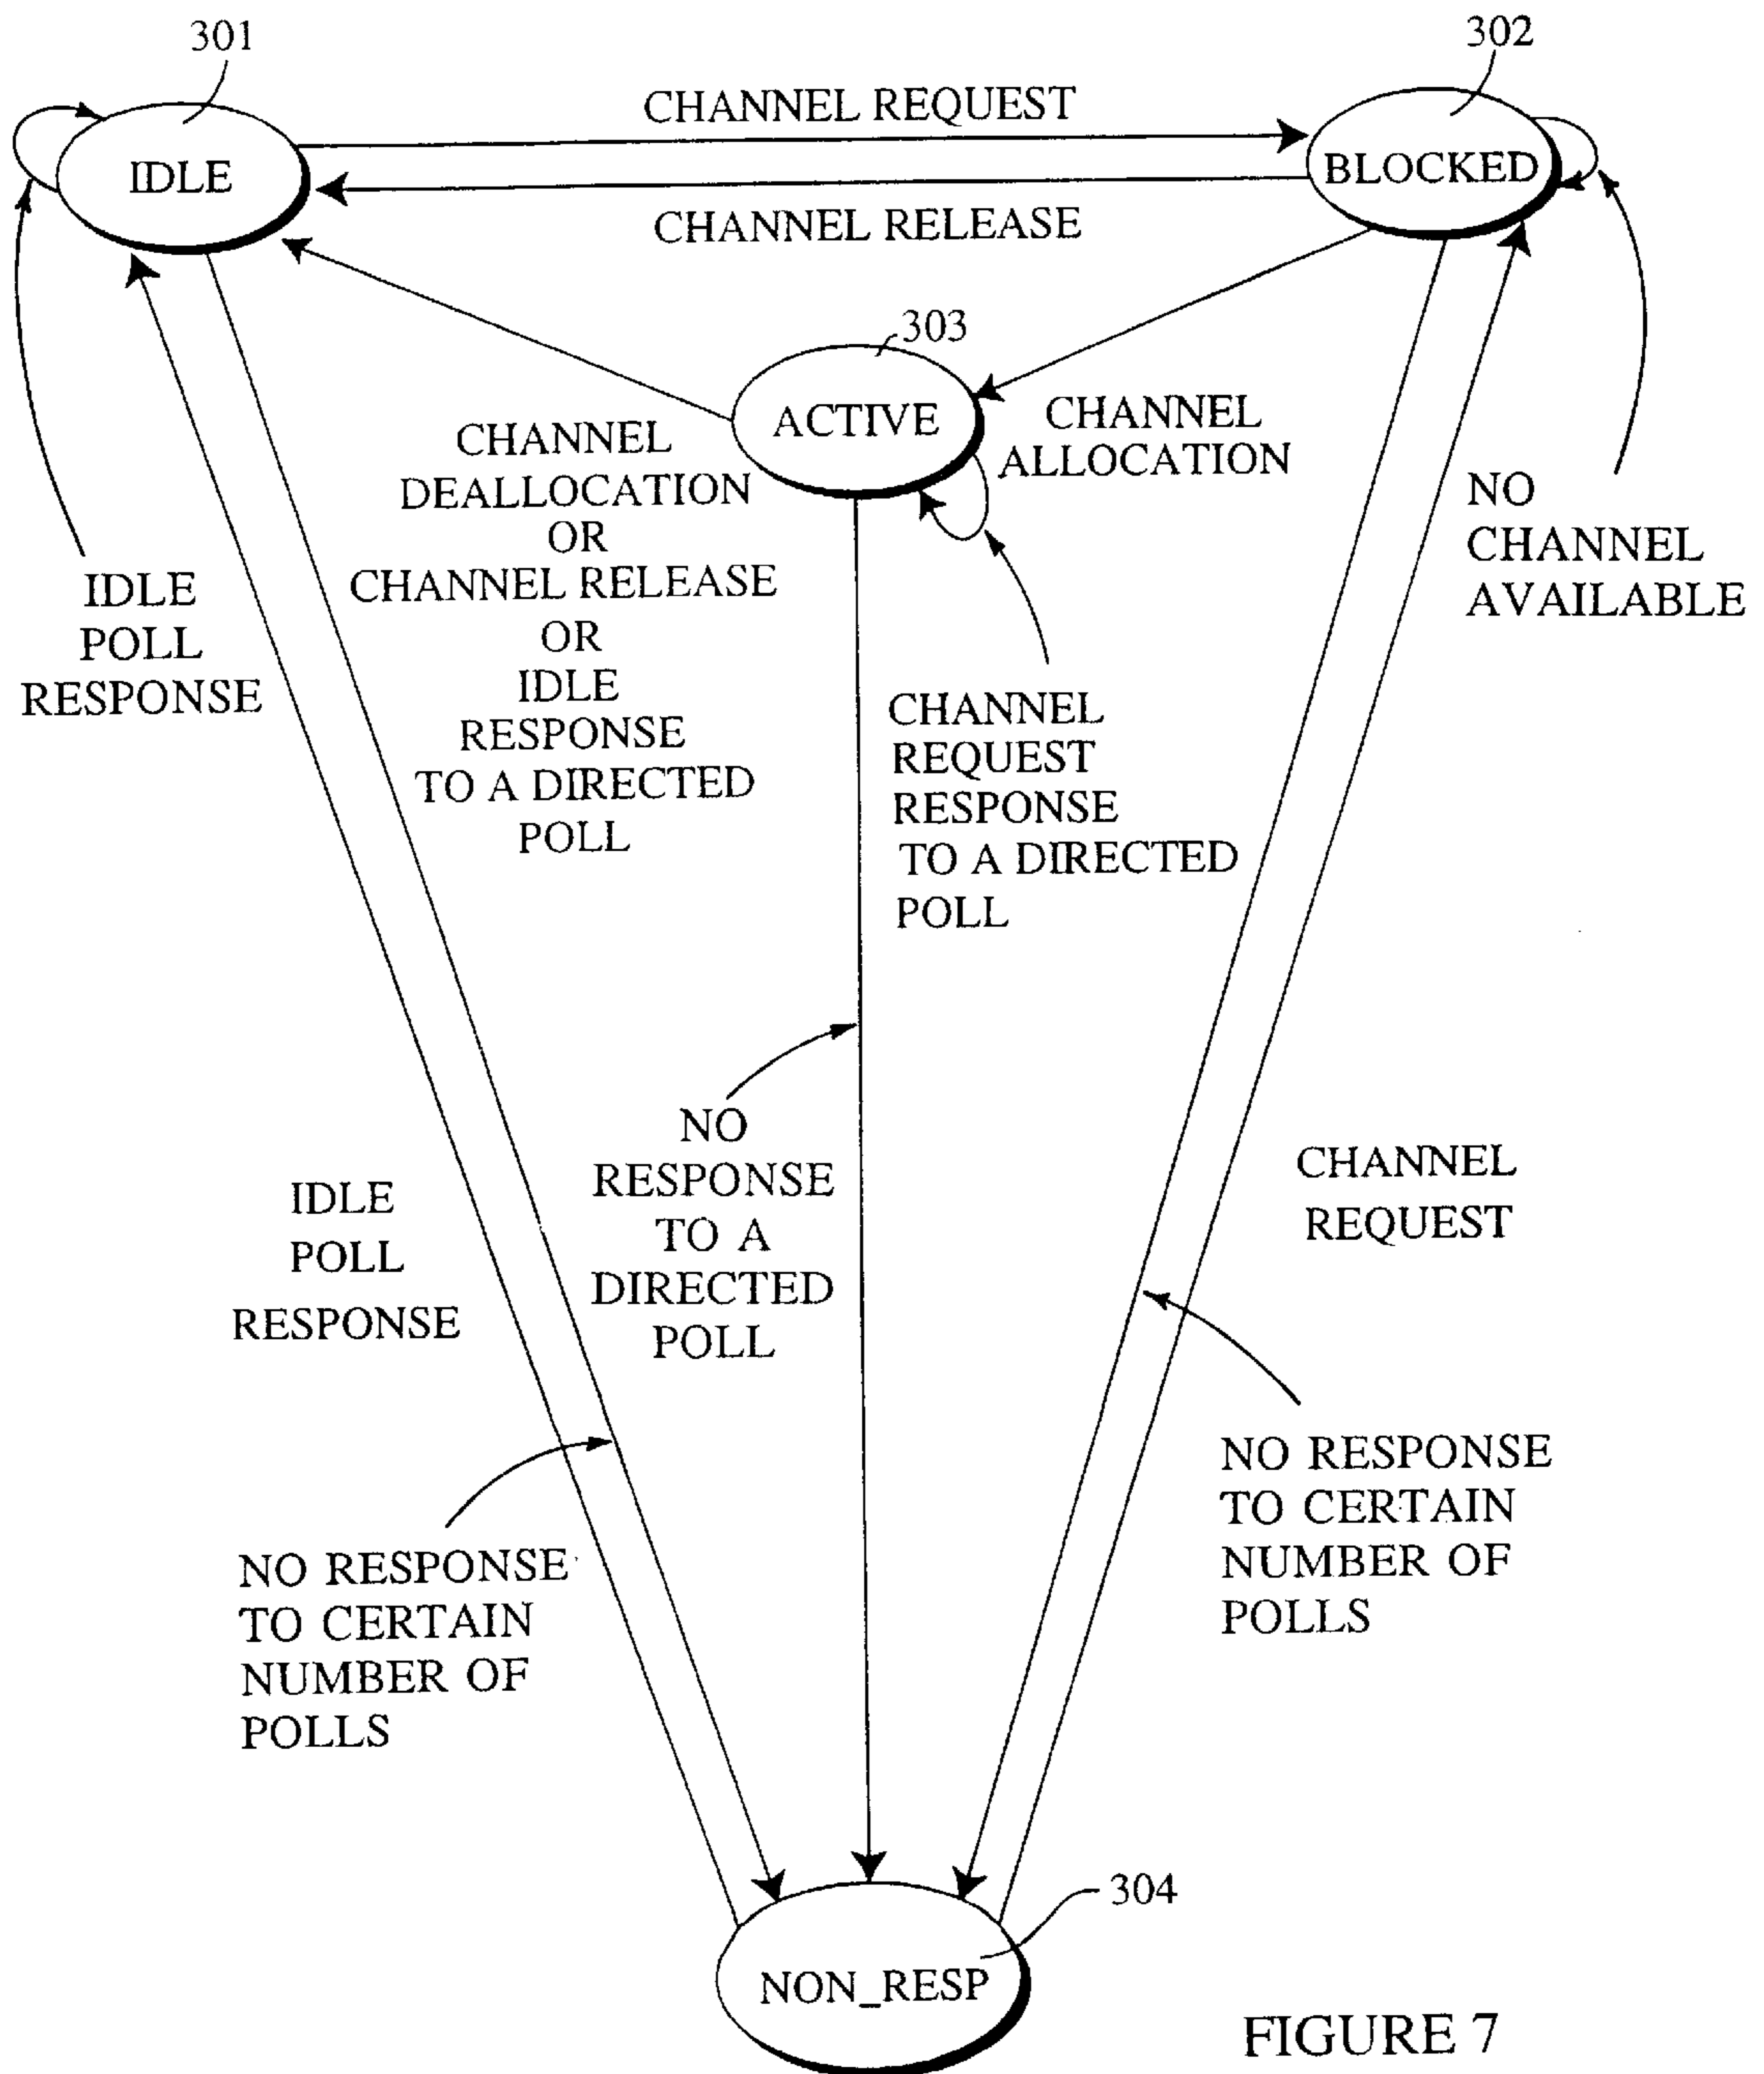 301
302
CHANNEL REQUEST
IDLE
BLOCKED
CHANNEL RELEASE
303
ACTIVE
CHANNEL
ALLOCATION
CHANNEL
DEALLOCATION
OR
CHANNEL RELEASE
OR
IDLE
RESPONSE
TO A DIRECTED
POLL
NO
CHANNEL
AVAILABLE
IDLE
POLL
RESPONSE
CHANNEL
REQUEST
RESPONSE
TO A DIRECTED
POLL
NO
RESPONSE
TO A
DIRECTED
POLL
CHANNEL
REQUEST
IDLE
POLL
RESPONSE
NO RESPONSE
TO CERTAIN
NUMBER OF
POLLS
NO RESPONSE
TO CERTAIN
NUMBER OF
POLLS
304
NON_RESP
FIGURE 7